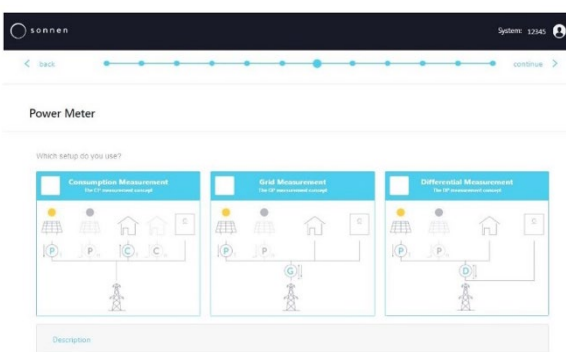 sonnen
System: 12345
back
continue
Power Meter
Which setup do you use?
Consumption Measurement
The CP measurement concept
Grid Measurement
The GP measurement concept
Differential Measurement
The DP measurement concept
C
C
C
P
P
C
C
P
P
P
P
G
D
Description